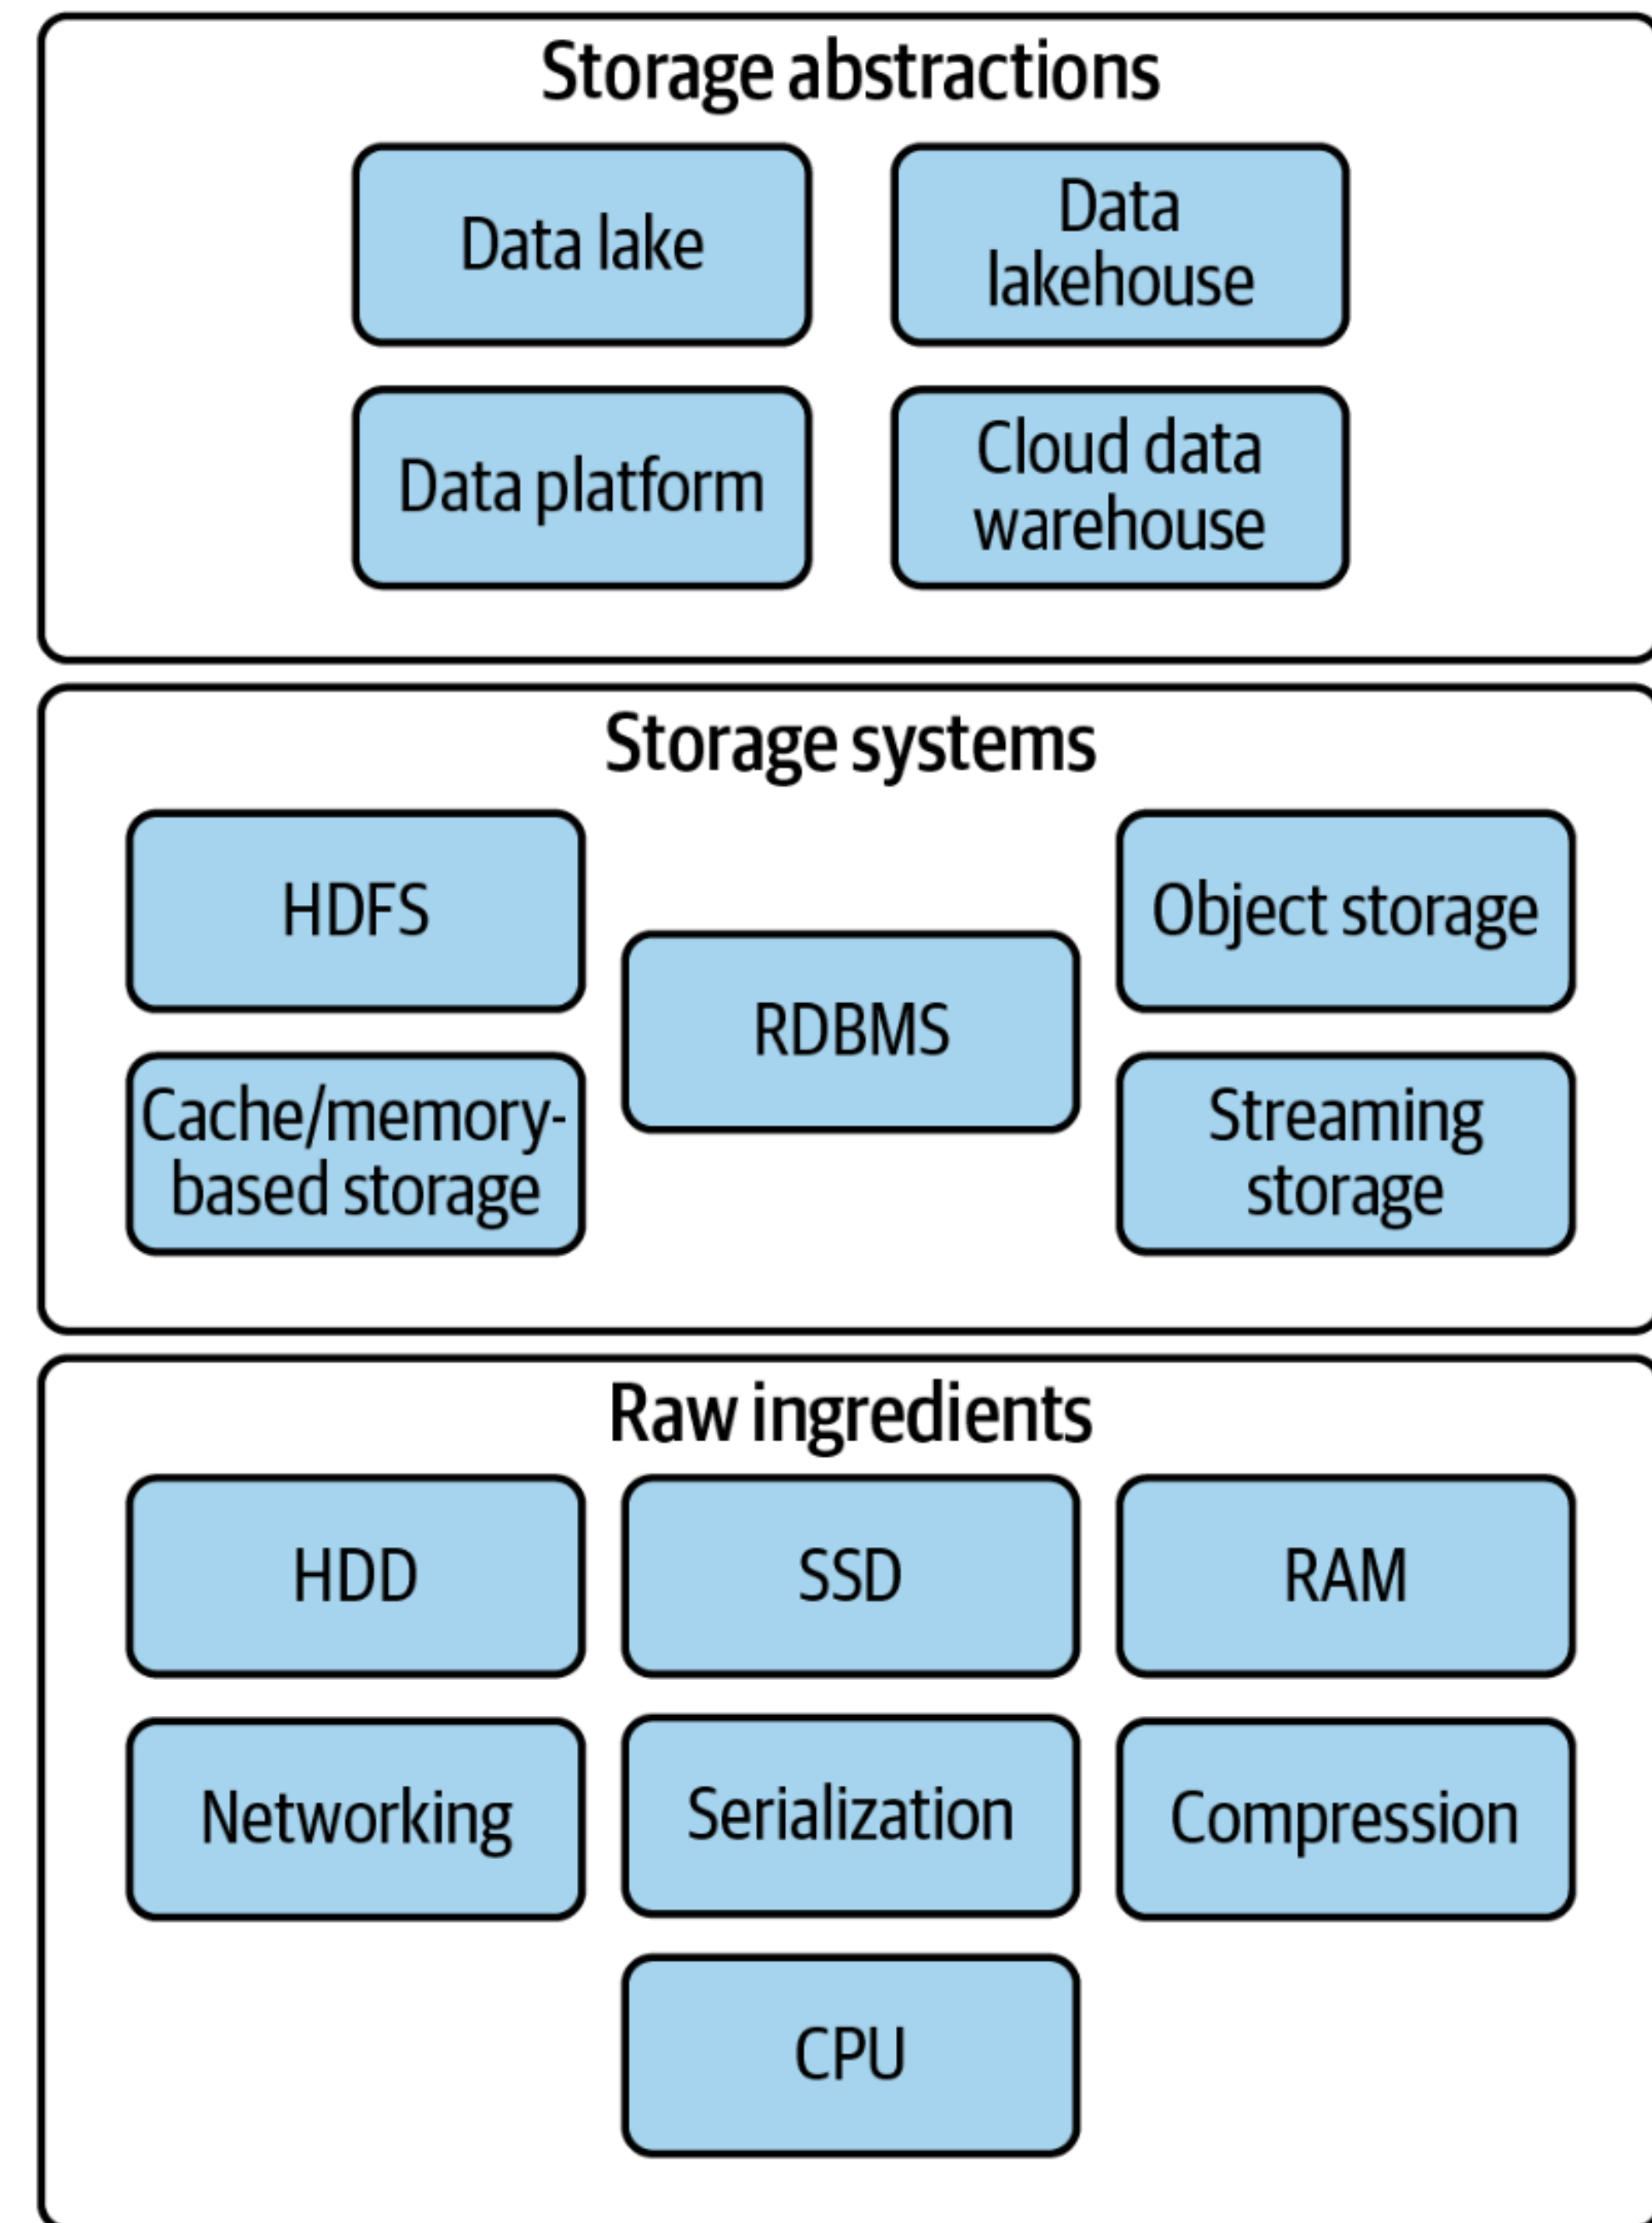 Storage abstractions
Data lake
Data
lakehouse
Data platform
Cloud data
warehouse
Storage systems
HDFS
Object storage
RDBMS
Cache/memory-
based storage
Streaming
storage
Raw ingredients
HDD
SSD
RAM
Networking
Serialization
Compression
CPU